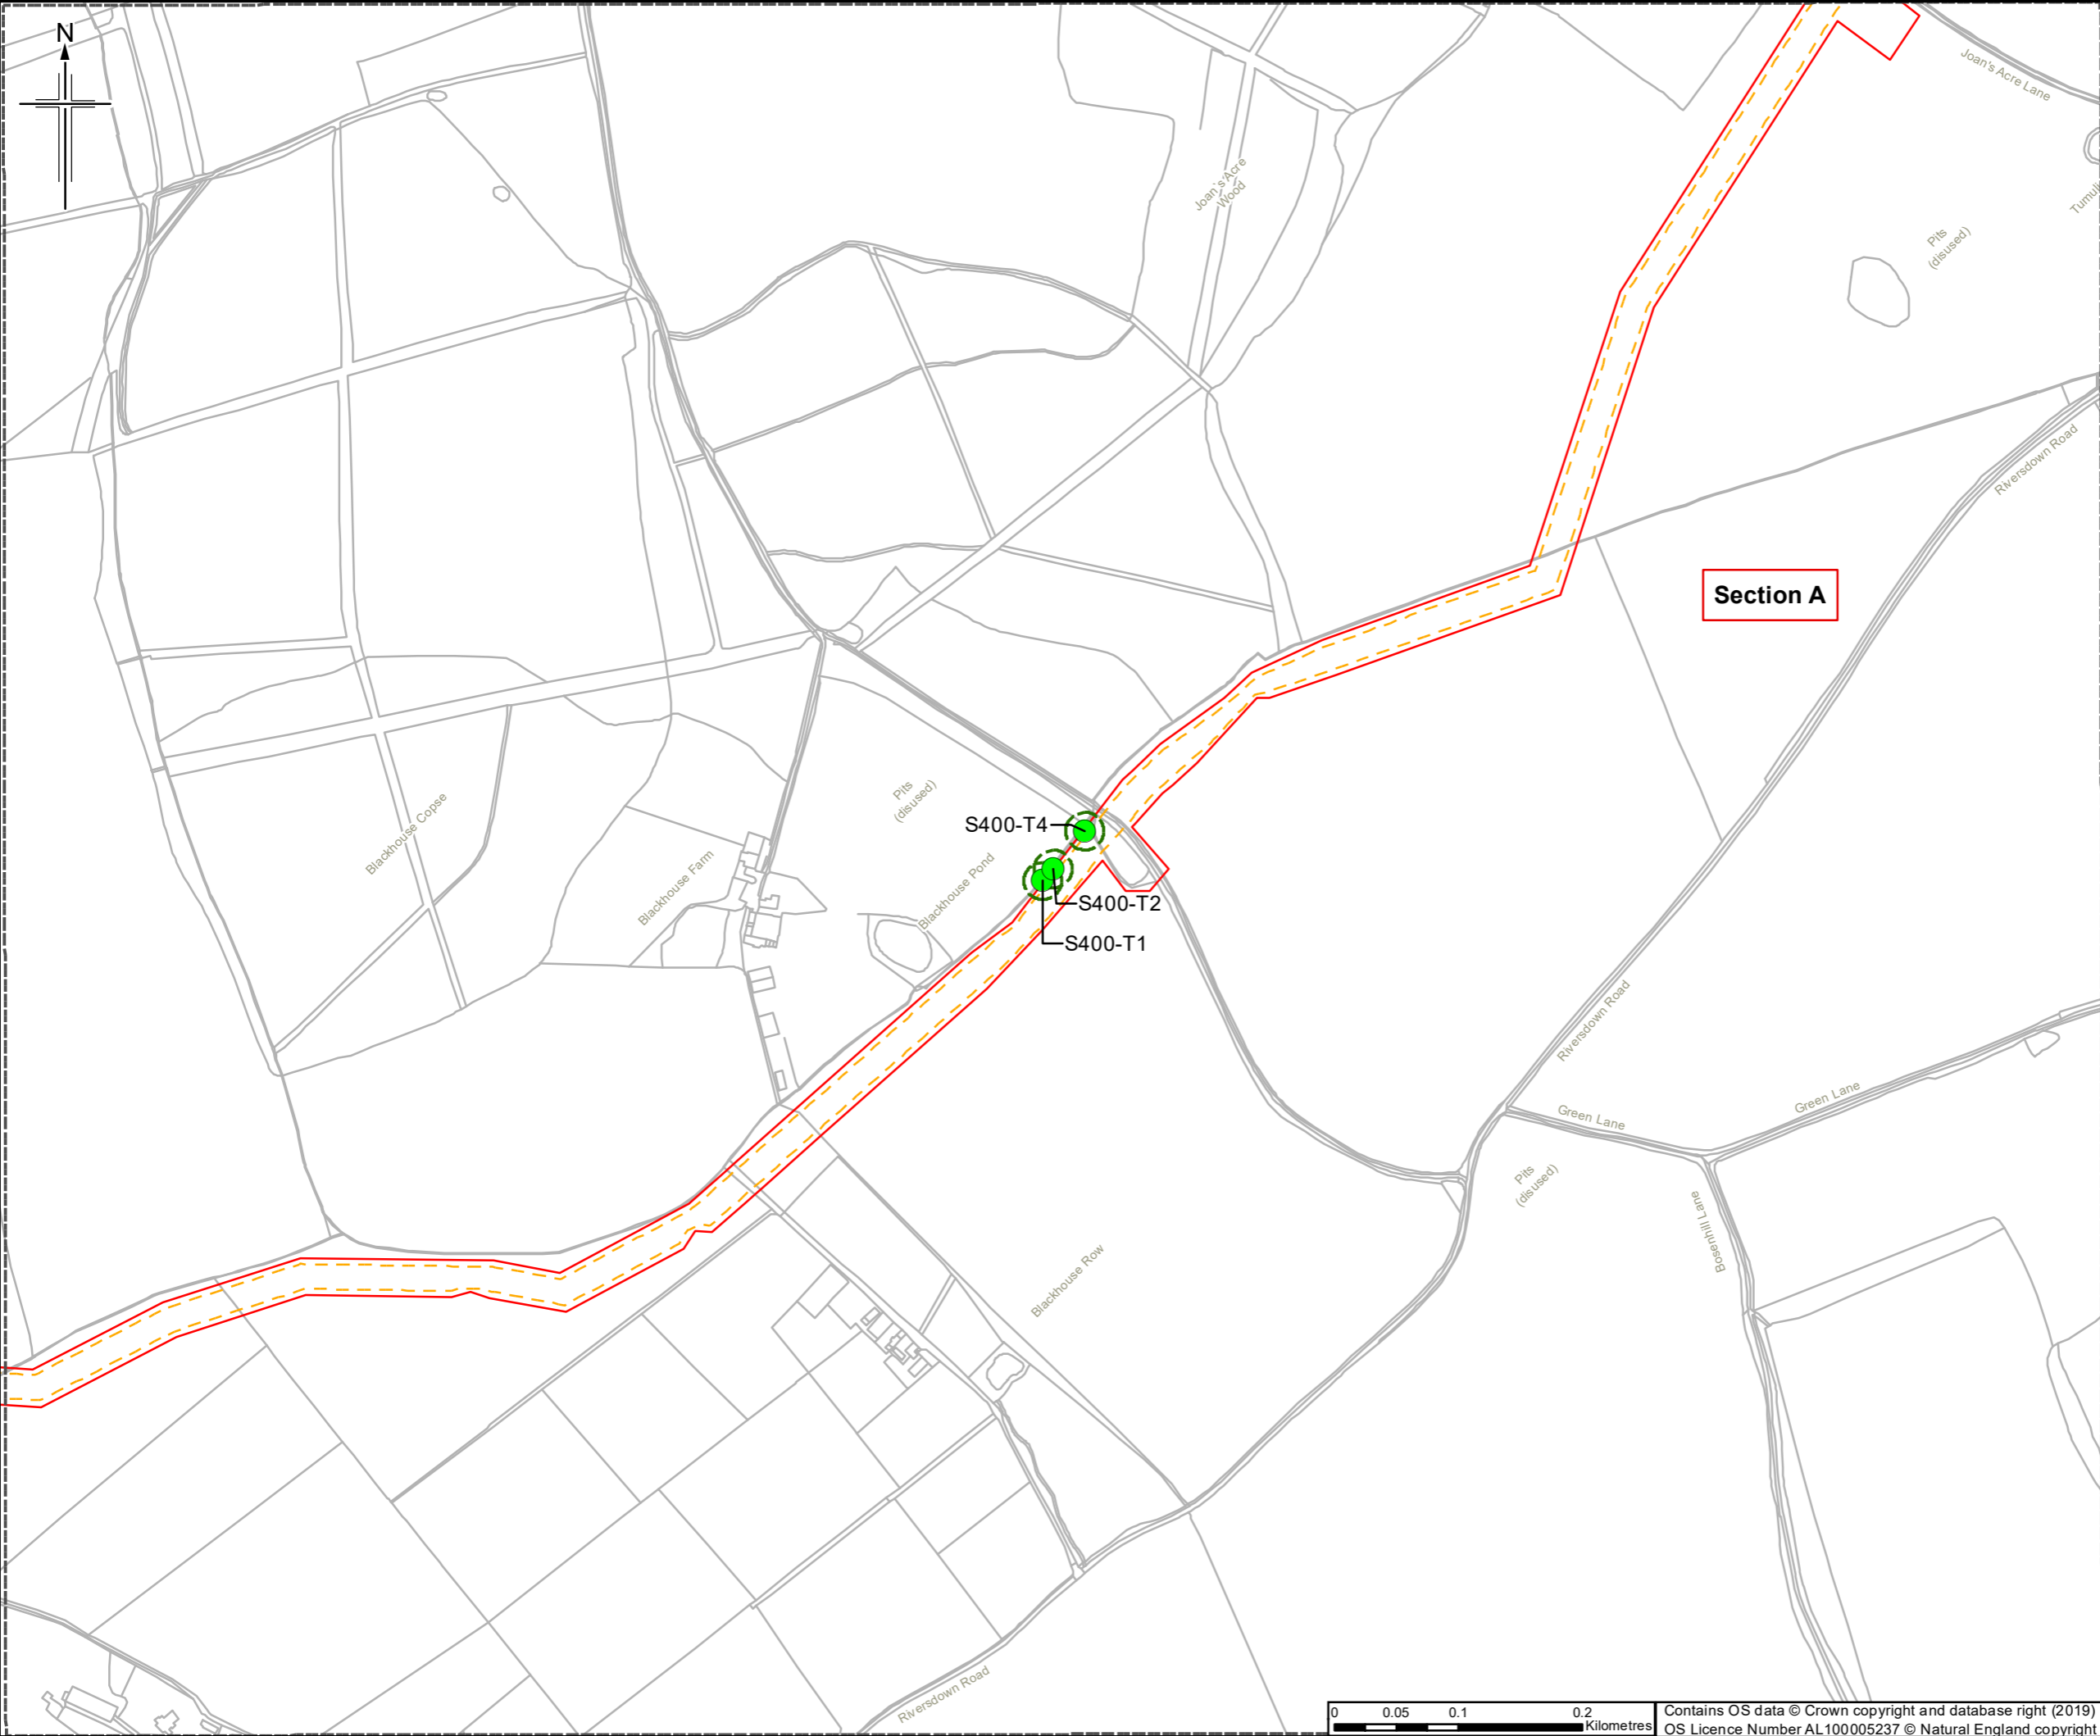 N
Joan's Acre Lane
Joan's Acre
Wood
Pits
(disused)
Riversdown Road
Section A
Pits
(disused)
Blackhouse Copse
Blackhouse Farm
Blackhouse Pond
S400-T4
S400-T2
S400-T1
Riversdown Road
Green Lane
Green Lane
Pits
(disused)
Bosenhill Lane
Blackhouse Row
Riversdown Road
0 0.05 0.1 0.2
Kilometres
Contains OS data © Crown copyright and database right (2019)
OS Licence Number AL100005237 © Natural England copyright